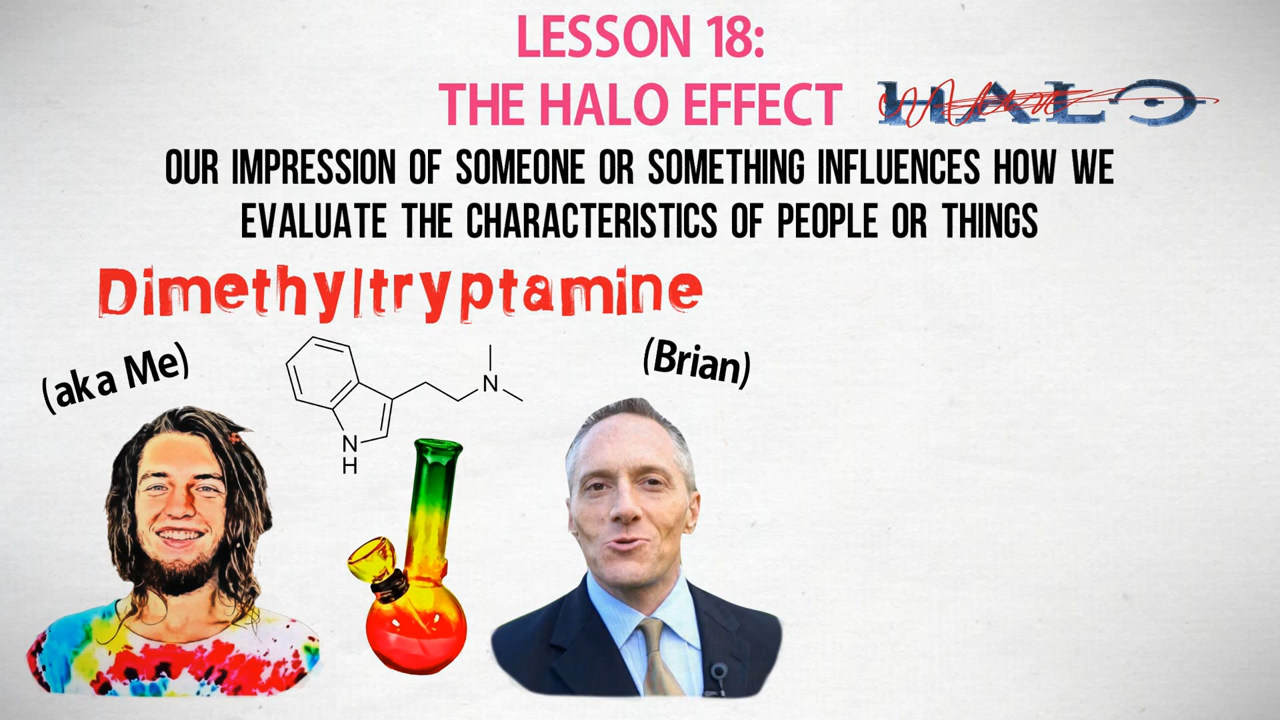 LESSON 18:
THE HALO EFFECT
HALO
OUR IMPRESSION OF SOMEONE OR SOMETHING INFLUENCES HOW WE
EVALUATE THE CHARACTERISTICS OF PEOPLE OR THINGS
Dimethyltryptamine
(aka Me)
(Brian)
N
N
H